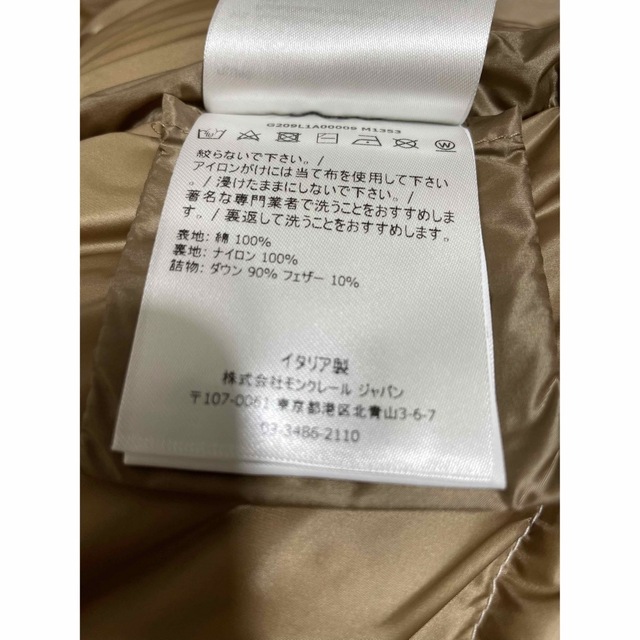 G209L1A00009 M1353
絞らないで下さい。/
アイロンがけには当て布を使用して下さい
。/ 浸けたままにしないで下さい。/
著名な専門業者で洗うことをおすすめしま
す。/ 裏返して洗うことをおすすめします。
表地: 綿 100%
裏地: ナイロン 100%
詰物: ダウン 90% フェザー 10%
イタリア製
株式会社モンクレール ジャパン
〒107-0061 東京都港区北青山3-6-7
03-3486-2110